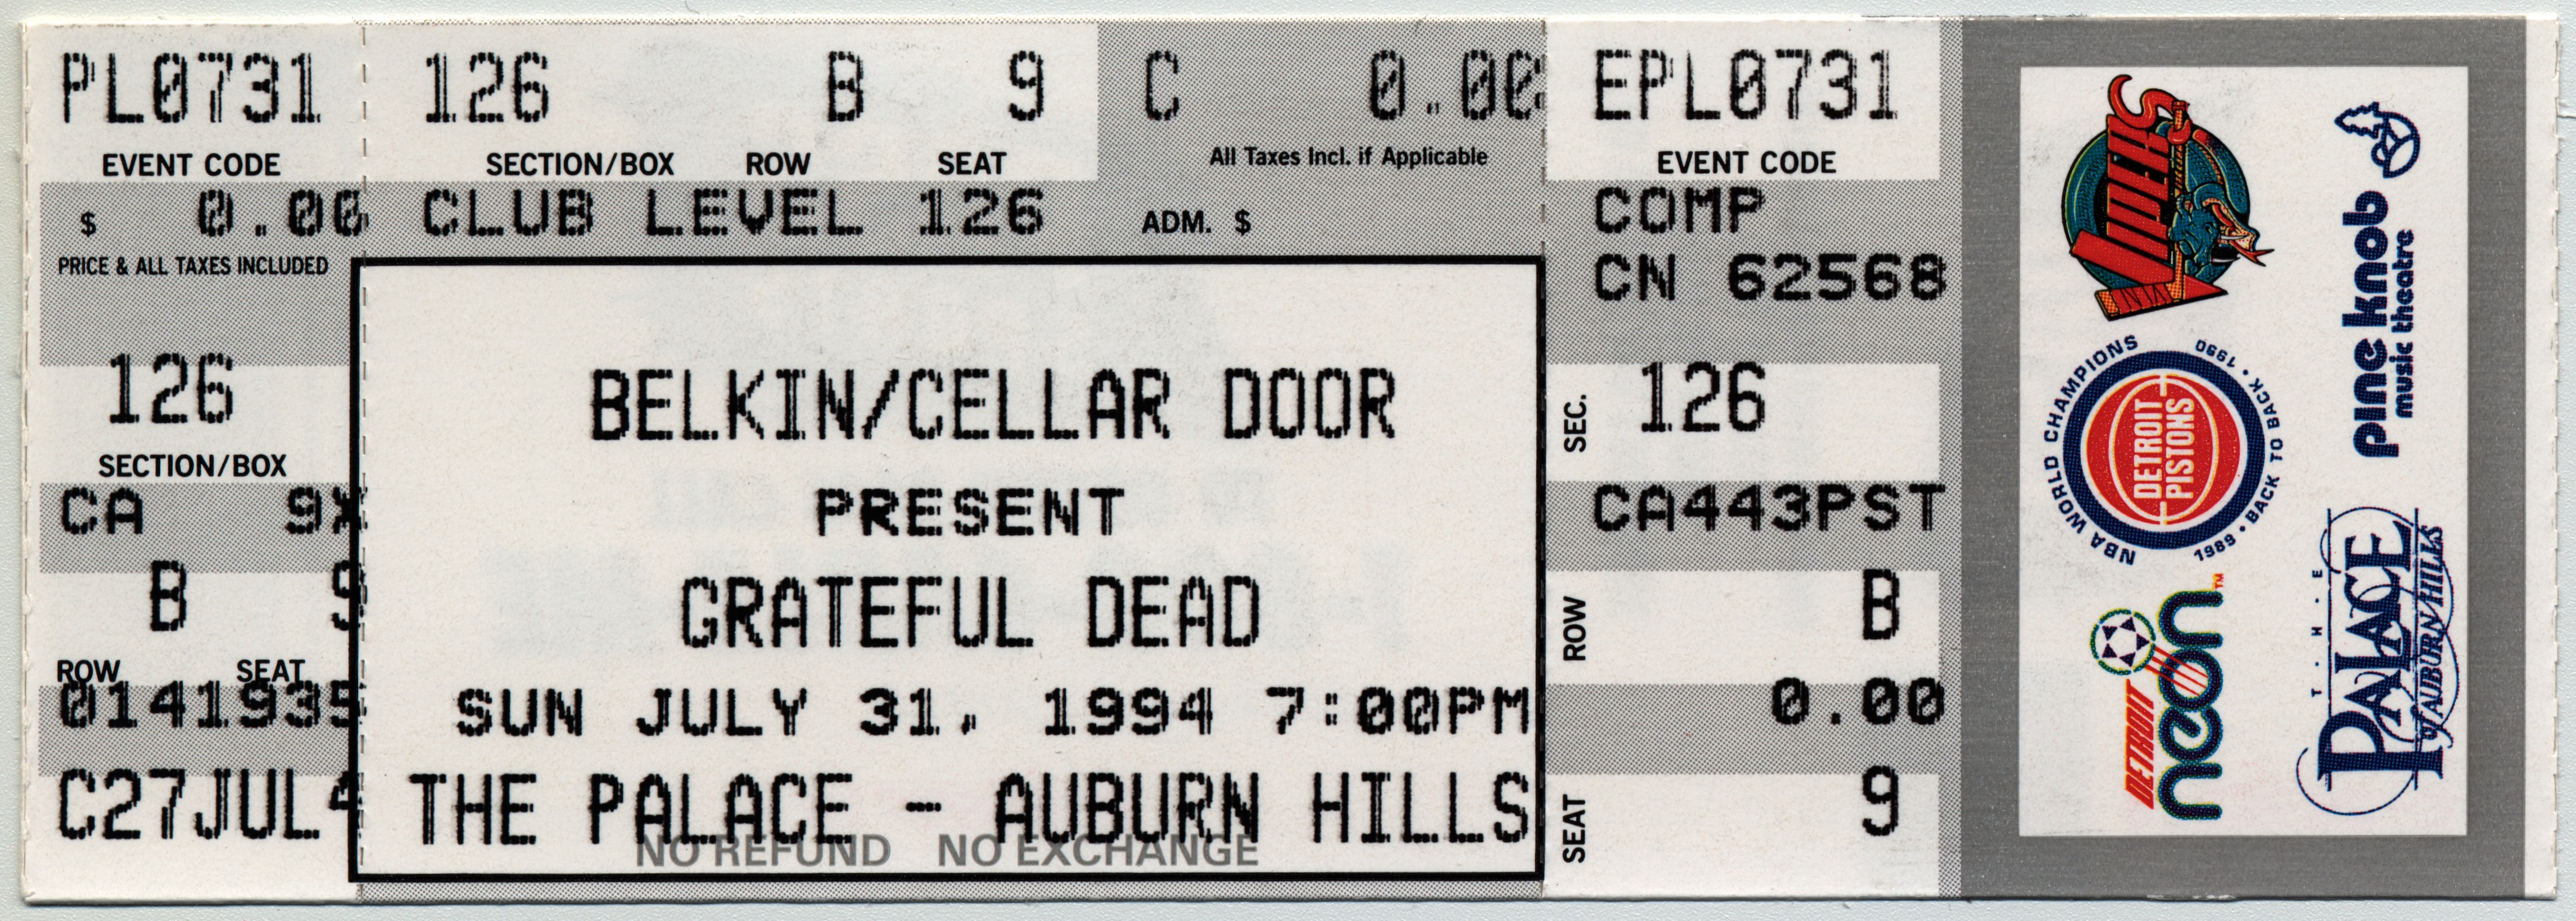 PL0731 126 B 9 C 0.00 EPL0731
EVENT CODE SECTION/BOX ROW SEAT All Taxes Incl. if Applicable EVENT CODE
$ 0.00 CLUB LEVEL 126 ADM. $ COMP
PRICE & ALL TAXES INCLUDED CN 62568
126
SECTION/BOX
CA 9X
B 9
ROW SEAT
0141935
C27JUL4
BELKIN/CELLAR DOOR
PRESENT
GRATEFUL DEAD
SUN JULY 31, 1994 7:00PM
THE PALACE - AUBURN HILLS
NO REFUND NO EXCHANGE
SEC. 126
CA443PST
ROW B
0.00
SEAT 9
VIPERS
NBA WORLD CHAMPIONS
1989 • BACK TO BACK • 1990
DETROIT
PISTONS
DETROIT
neon™
pine knob
music theatre
THE
PALACE
of AUBURN HILLS